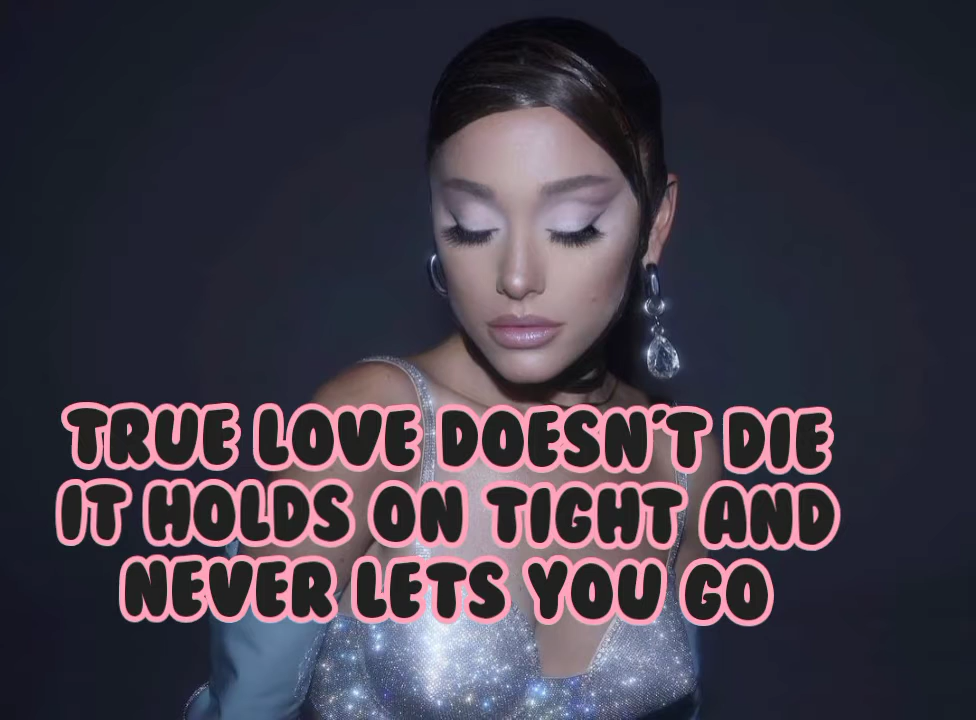 TRUE LOVE DOESN'T DIE
IT HOLDS ON TIGHT AND
NEVER LETS YOU GO